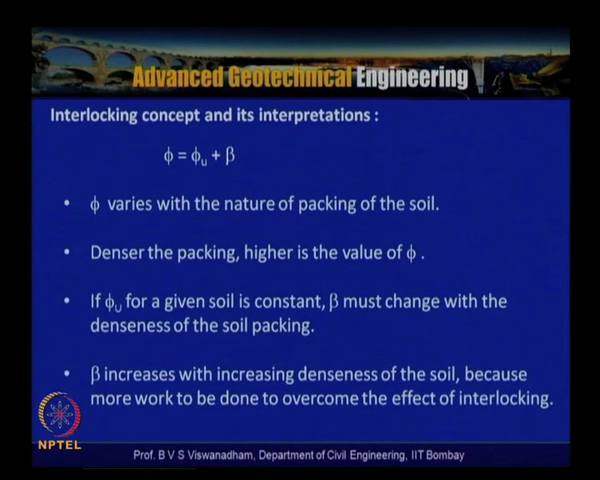 Advanced Geotechnical Engineering
Interlocking concept and its interpretations :
ϕ = ϕu + β
• ϕ varies with the nature of packing of the soil.
• Denser the packing, higher is the value of ϕ .
• If ϕU for a given soil is constant, β must change with the
denseness of the soil packing.
• β increases with increasing denseness of the soil, because
more work to be done to overcome the effect of interlocking.
NPTEL
Prof. B V S Viswanadham, Department of Civil Engineering, IIT Bombay